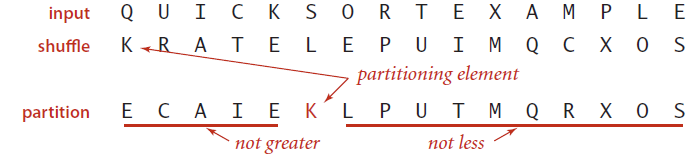 input Q U I C K S O R T E X A M P L E
shuffle K R A T E L E P U I M Q C X O S
partitioning element
partition E C A I E K L P U T M Q R X O S
not greater not less